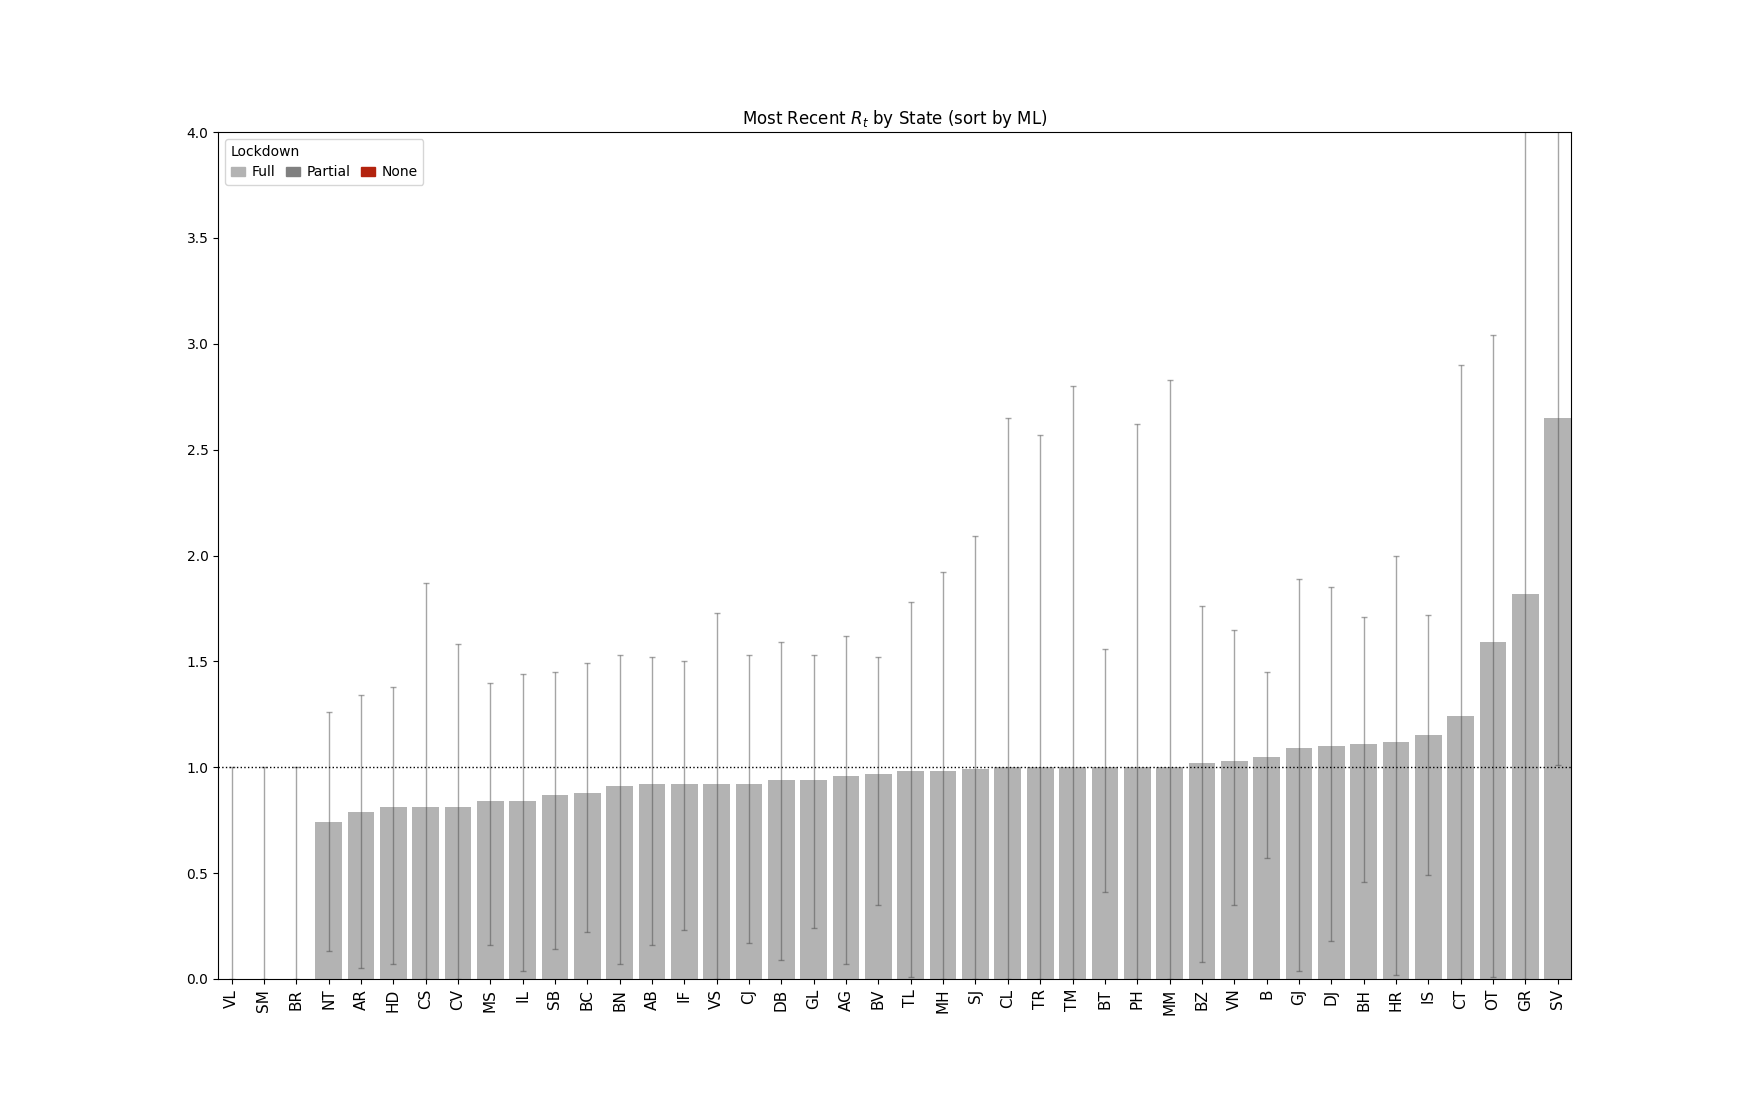 Most Recent R_t by State (sort by ML)
4.0
Lockdown
Full Partial None
3.5
3.0
2.5
2.0
1.5
1.0
0.5
0.0
VL SM BR NT AR HD CS CV MS IL SB BC BN AB IF VS CJ DB GL AG BV TL MH SJ CL TR TM BT PH MM BZ VN B GJ DJ BH HR IS CT OT GR SV